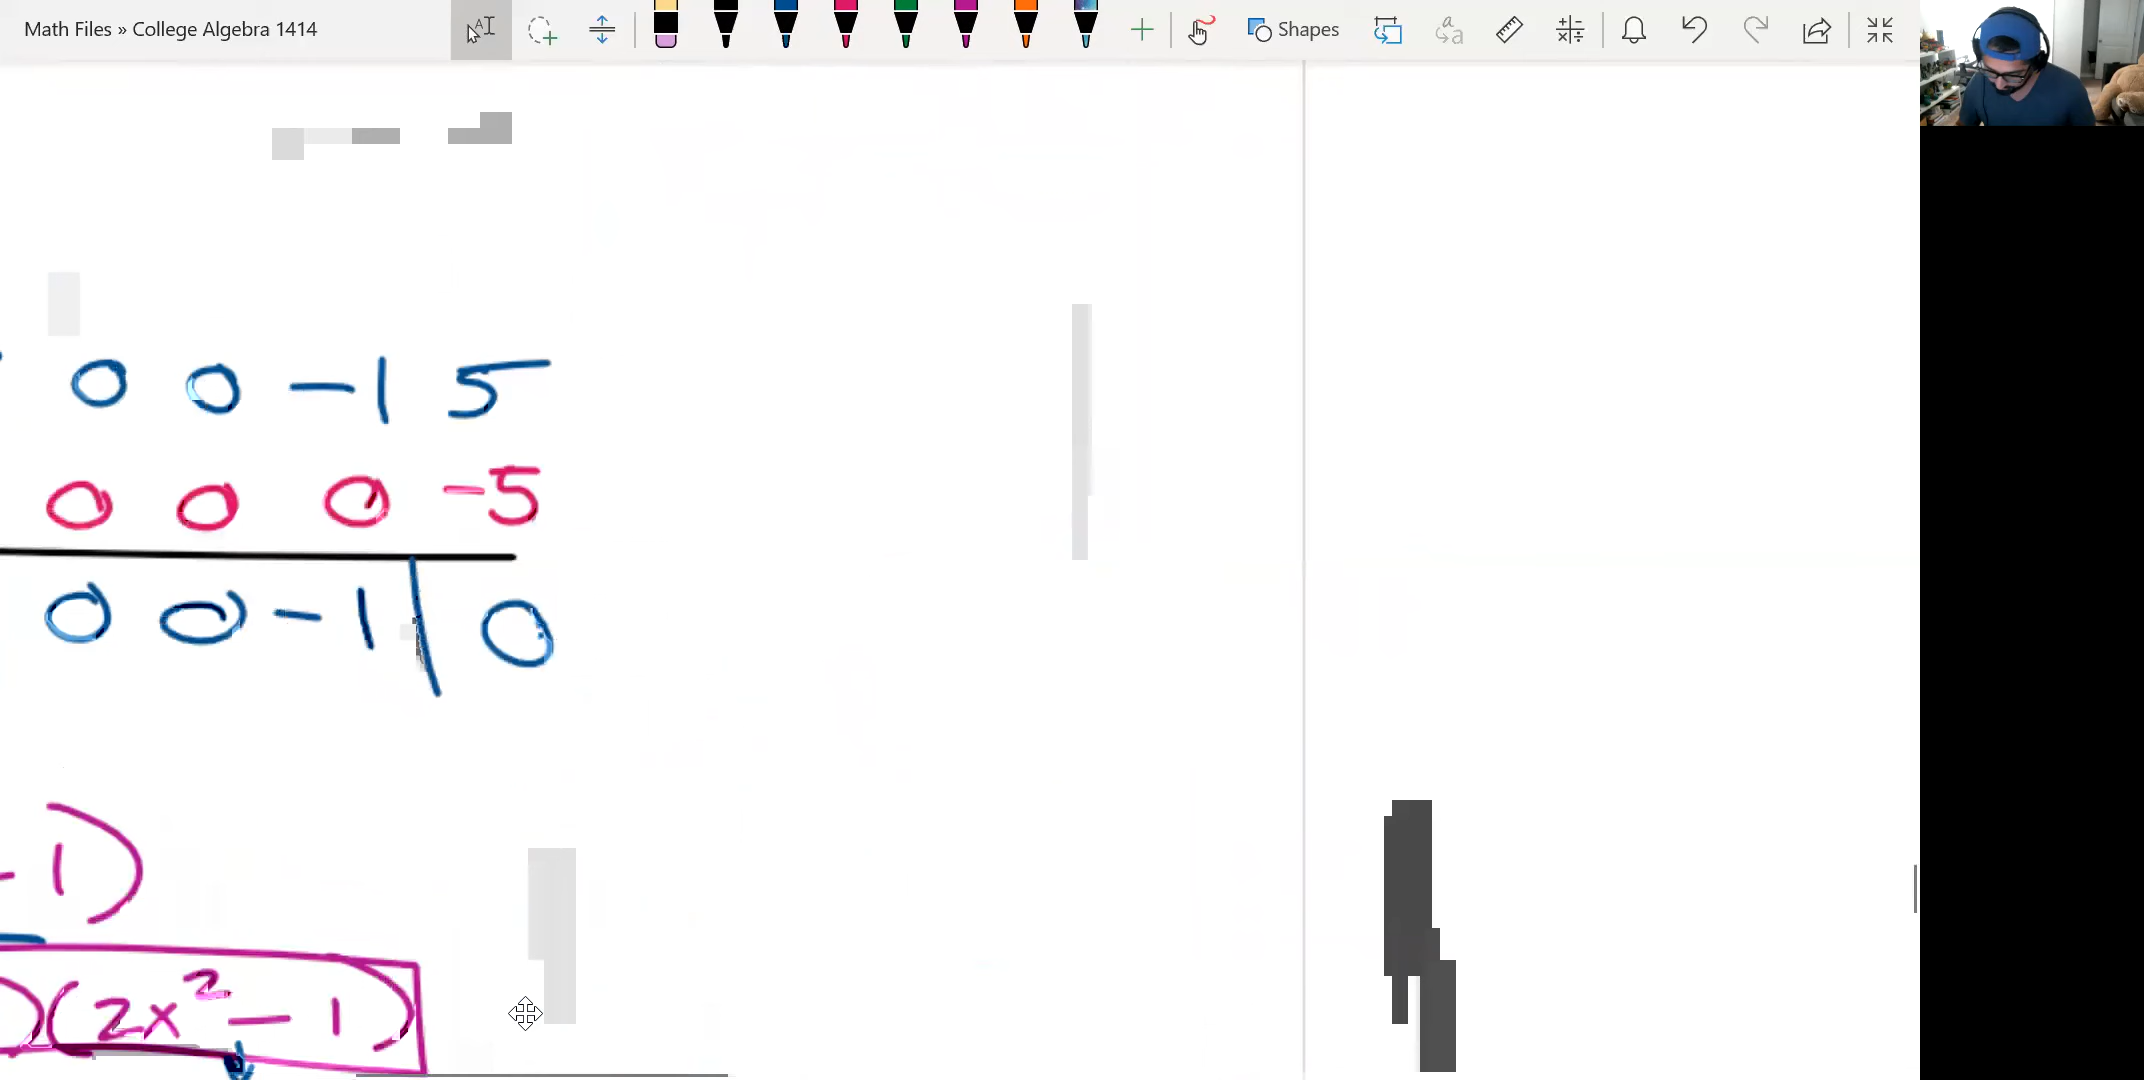 Math Files » College Algebra 1414
Shapes
0 0 -1 5
0 0 0 -5
0 0 -1 | 0
- 1)
)(2x² - 1)